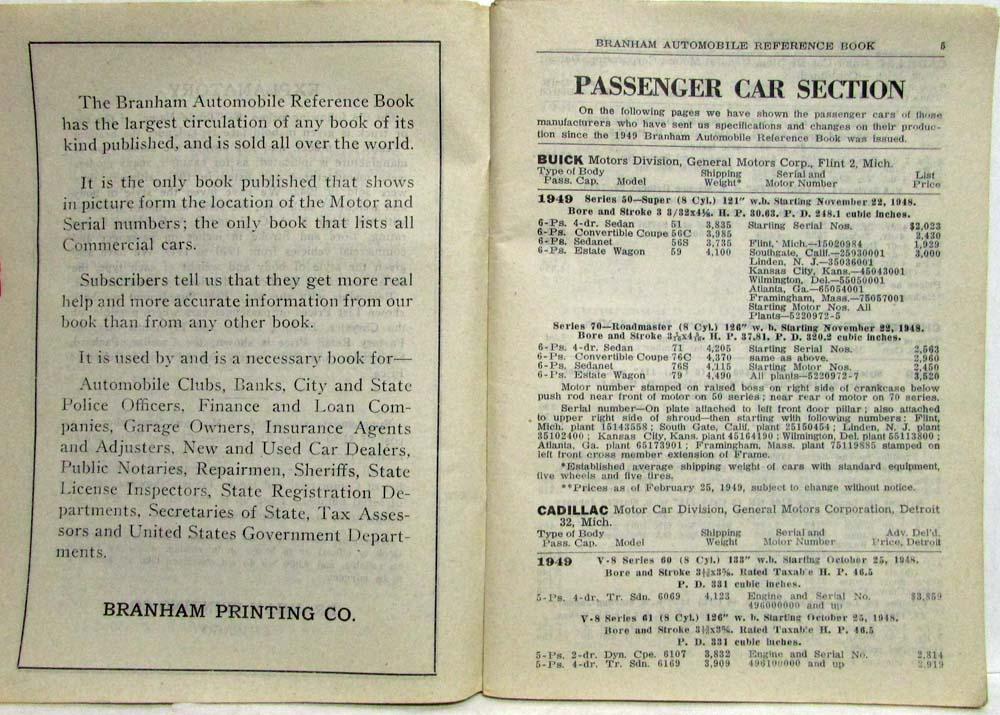 The Branham Automobile Reference Book
has the largest circulation of any book of its
kind published, and is sold all over the world.
It is the only book published that shows
in picture form the location of the Motor and
Serial numbers; the only book that lists all
Commercial cars.
Subscribers tell us that they get more real
help and more accurate information from our
book than from any other book.
It is used by and is a necessary book for—
Automobile Clubs, Banks, City and State
Police Officers, Finance and Loan Com-
panies, Garage Owners, Insurance Agents
and Adjusters, New and Used Car Dealers,
Public Notaries, Repairmen, Sheriffs, State
License Inspectors, State Registration De-
partments, Secretaries of State, Tax Asses-
sors and United States Government Depart-
ments.
BRANHAM PRINTING CO.
BRANHAM AUTOMOBILE REFERENCE BOOK 5
PASSENGER CAR SECTION
On the following pages we have shown the passenger cars of those
manufacturers who have sent us specifications and changes on their produc-
tion since the 1949 Branham Automobile Reference Book was issued.
BUICK Motors Division, General Motors Corp., Flint 2, Mich.
Type of Body Shipping Serial and List
Pass. Cap. Model Weight* Motor Number Price
1949 Series 50—Super (8 Cyl.) 121" w.b. Starting November 22, 1948.
Bore and Stroke 3 3/32x4⅛. H. P. 30.63. P. D. 248.1 cubic inches.
6-Ps. 4-dr. Sedan 51 3,835 Starting Serial Nos. $2,023
6-Ps. Convertible Coupe 56C 3,985 3,430
6-Ps. Sedanet 56S 3,735 Flint, Mich.—15020984 1,929
6-Ps. Estate Wagon 59 4,100 Southgate, Calif.—25930001 3,000
Linden, N. J.—35036001
Kansas City, Kans.—45043001
Wilmington, Del.—55050001
Atlanta, Ga.—65054001
Framingham, Mass.—75057001
Starting Motor Nos. All
Plants—5220972-5
Series 70—Roadmaster (8 Cyl.) 126" w. b. Starting November 22, 1948.
Bore and Stroke H. P. 37.81. P. D. 320.2 cubic inches.
6-Ps. 4-dr. Sedan 71 4,205 Starting Serial Nos. 2,563
6-Ps. Convertible Coupe 76C 4,370 same as above. 2,960
6-Ps. Sedanet 76S 4,115 Starting Motor Nos. 2,450
6-Ps. Estate Wagon 79 4,490 All plants—5220972-7 3,520
Motor number stamped on raised boss on right side of crankcase below
push rod near front of motor on 50 series; near rear of motor on 70 series.
Serial number—On plate attached to left front door pillar; also attached
to upper right side of shroud—then starting with following numbers: Flint,
Mich. plant 15143558; South Gate, Calif. plant 25150454; Linden, N. J. plant
35102400; Kansas City, Kans. plant 45164190; Wilmington, Del. plant 55113800;
Atlanta, Ga. plant 65173901; Framingham, Mass. plant 75119885 stamped on
left front cross member extension of Frame.
*Established average shipping weight of cars with standard equipment,
five wheels and five tires.
**Prices as of February 25, 1949, subject to change without notice.
CADILLAC Motor Car Division, General Motors Corporation, Detroit
32, Mich.
Type of Body Shipping Serial and Adv. Del'd.
Pass. Cap. Model Weight Motor Number Price, Detroit
1949 V-8 Series 60 (8 Cyl.) 133" w.b. Starting October 25, 1948.
Bore and Stroke Rated Taxable H. P. 46.5
P. D. 331 cubic inches.
5-Ps. 4-dr. Tr. Sdn. 6069 4,123 Engine and Serial No. $3,859
496000000 and up
V-8 Series 61 (8 Cyl.) 126" w. b. Starting October 25, 1948.
Bore and Stroke Rated Taxable H. P. 46.5
P. D. 331 cubic inches.
5-Ps. 2-dr. Dyn. Cpe. 6107 3,832 Engine and Serial No. 2,814
5-Ps. 4-dr. Tr. Sdn. 6169 3,909 496100000 and up 2,919